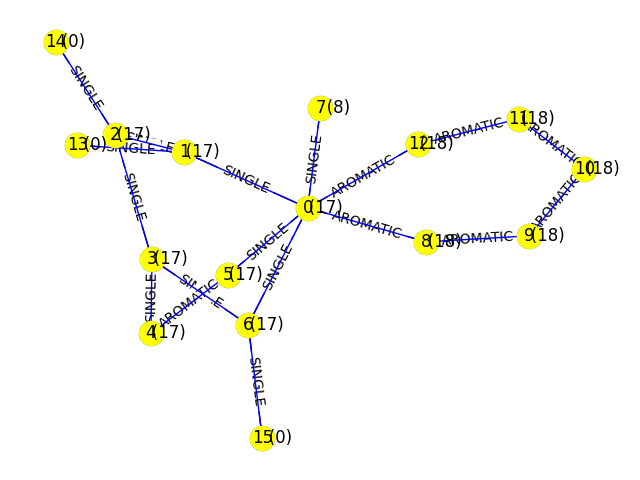 14(0)
SINGLE
7(8)
11(18)
2(17)
AROMATIC
13(0)
SINGLE
12(18)
AROMATIC
1(17)
SINGLE
SINGLE
AROMATIC
10(18)
SINGLE
0(17)
AROMATIC
AROMATIC
8(18)
AROMATIC
9(18)
SINGLE
3(17)
SINGLE
5(17)
SINGLE
SINGLE
AROMATIC
4(17)
6(17)
SINGLE
15(0)